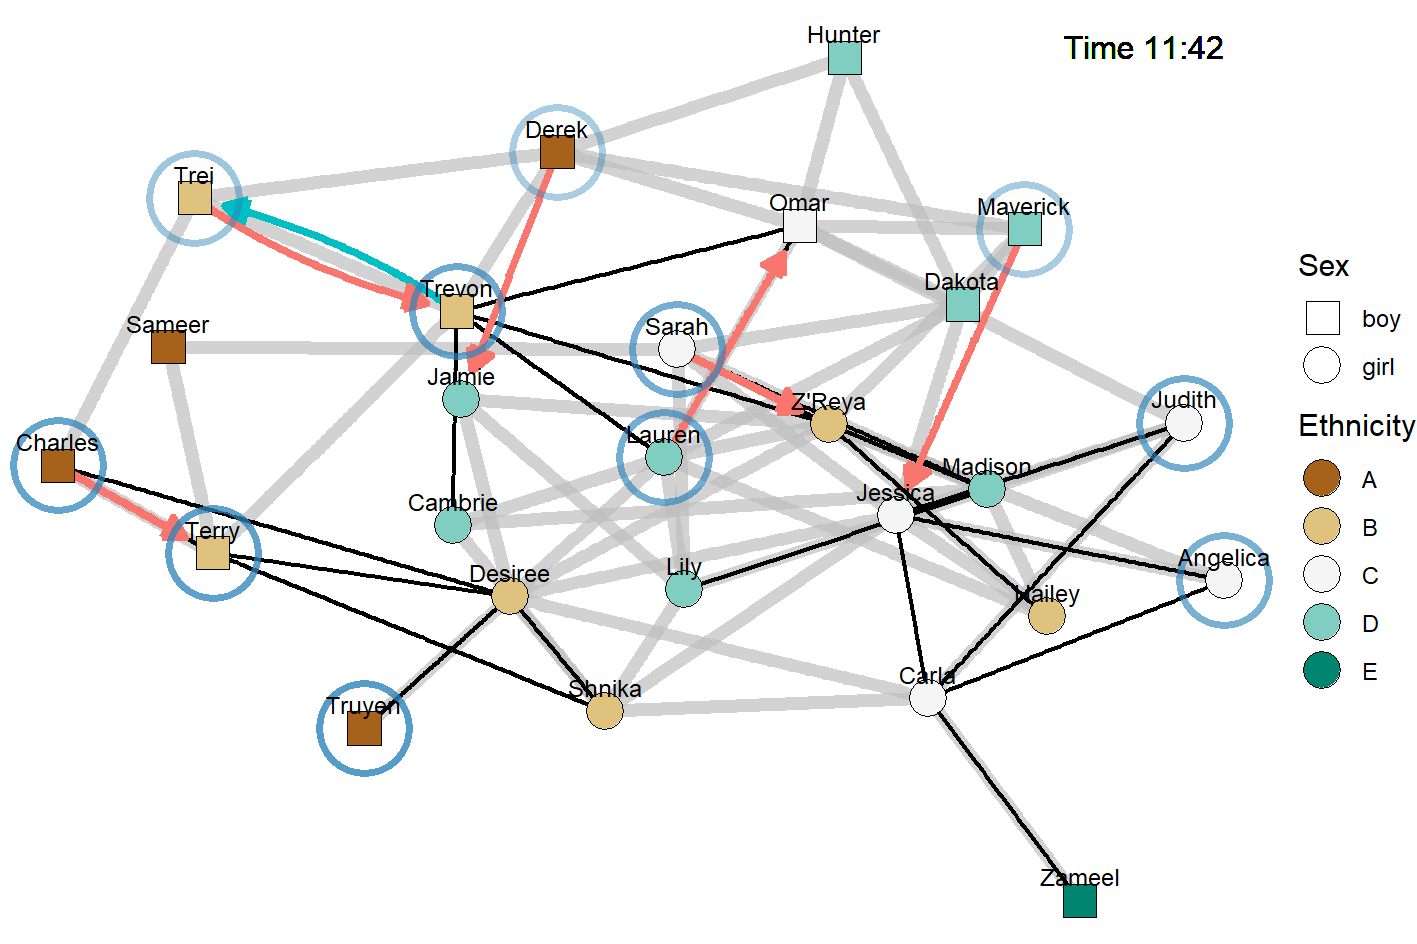 Hunter
Time 11:42
Derek
Trei
Omar
Maverick
Dakota
Trevon
Sex
Sameer
Sarah
boy
girl
Jaimie
Z'Reya
Judith
Ethnicity
Charles
Lauren
Madison
A
Jessica
Cambrie
B
Terry
Angelica
Desiree
Lily
C
Hailey
D
Carla
E
Shnika
Truyen
Zameel